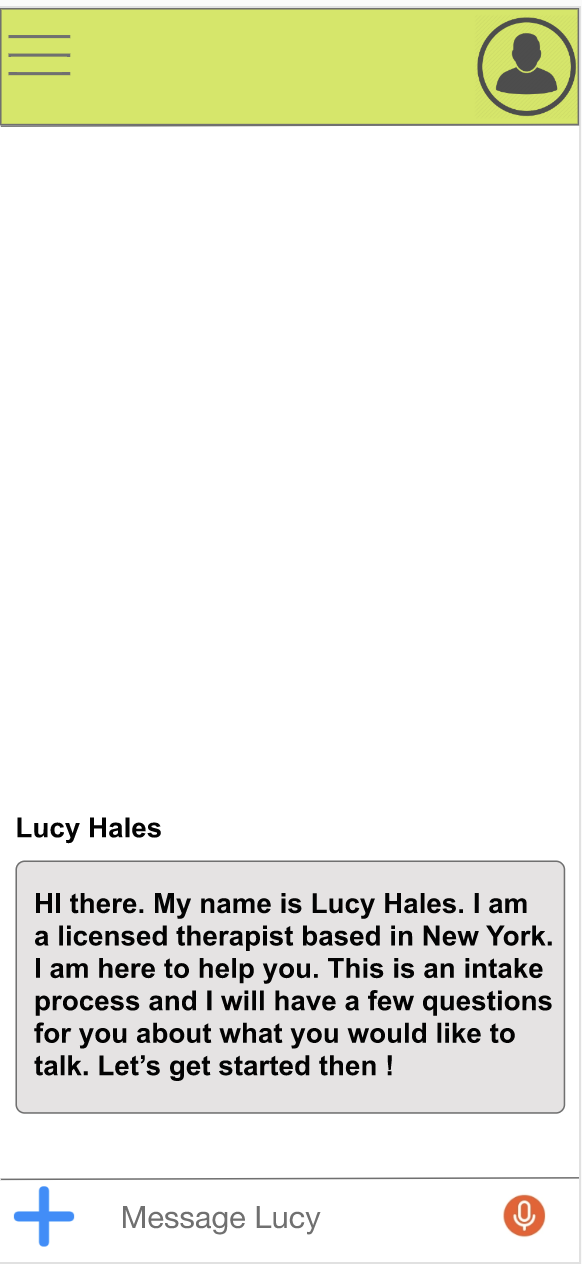 Lucy Hales
HI there. My name is Lucy Hales. I am
a licensed therapist based in New York.
I am here to help you. This is an intake
process and I will have a few questions
for you about what you would like to
talk. Let’s get started then !
Message Lucy